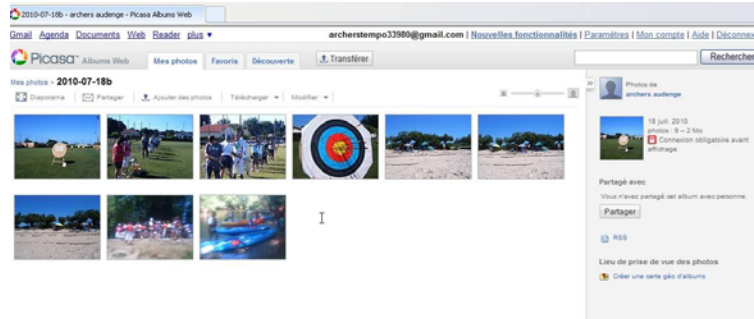 2010-07-18b - archers audenge - Picasa Albums Web
Gmail Agenda Documents Web Reader plus ▼ archerstempo33980@gmail.com | Nouvelles fonctionnalités | Paramètres | Mon compte | Aide | Déconnex
Picasa™ Albums Web Mes photos Favoris Découverte Transférer Rechercher
Mes photos > 2010-07-18b
Diaporama Partager Ajouter des photos Télécharger ▼ Modifier ▼
Photos de
archers audenge
18 juil. 2010
photos : 9 – 2 Mo
Connexion obligatoire avant
affichage
Partagé avec
Vous n'avez partagé cet album avec personne.
Partager
RSS
Lieu de prise de vue des photos
Créer une carte géo d'albums